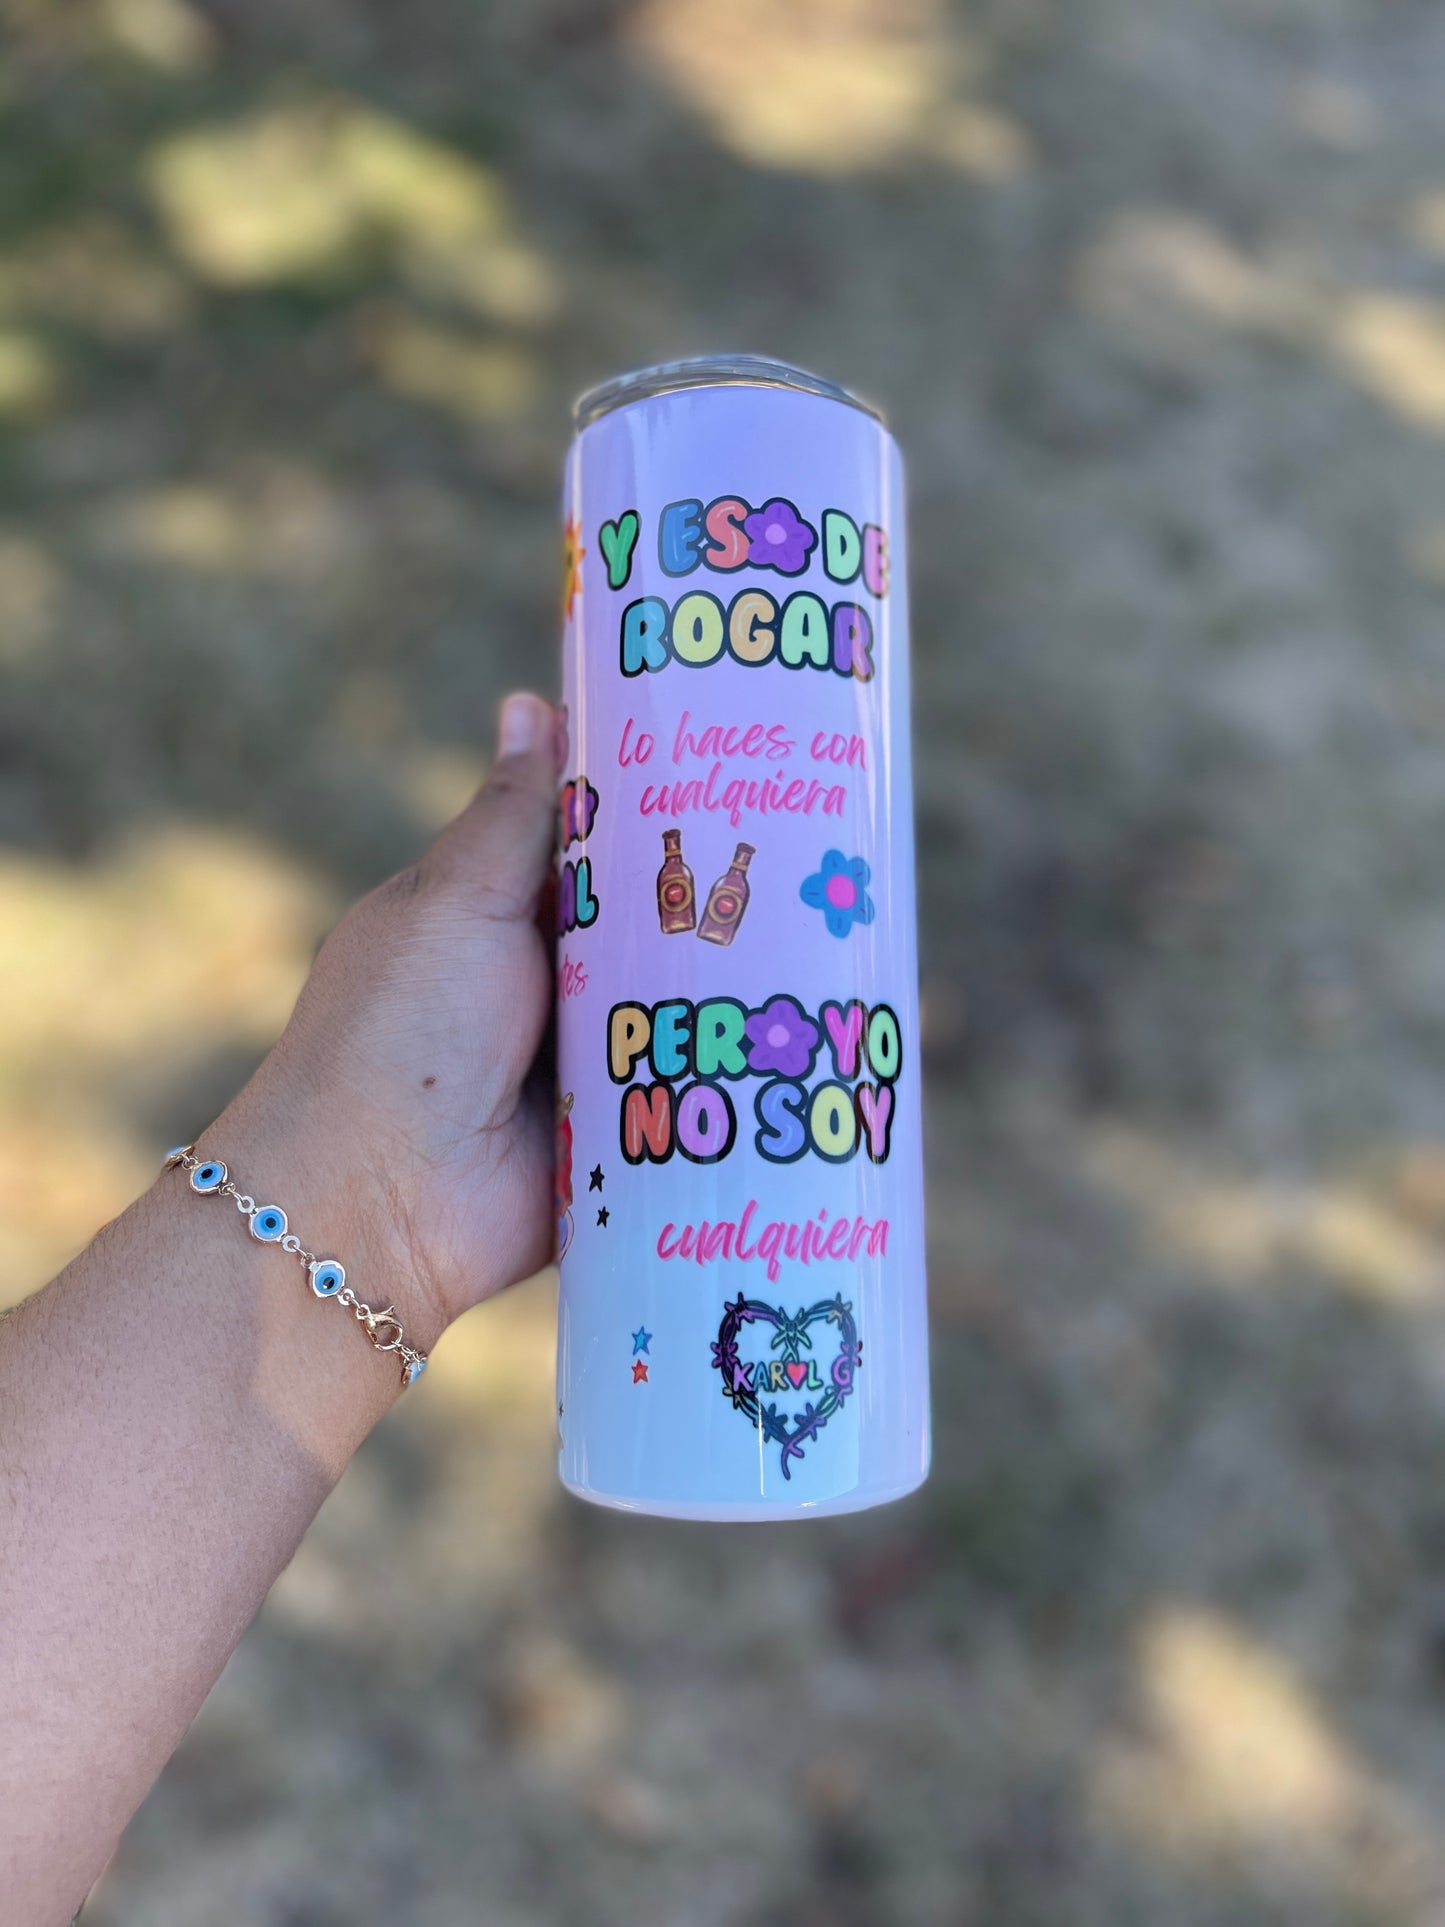 Y ESO DE
ROGAR
lo haces con
cualquiera
PERO YO
NO SOY
cualquiera
KAROL G